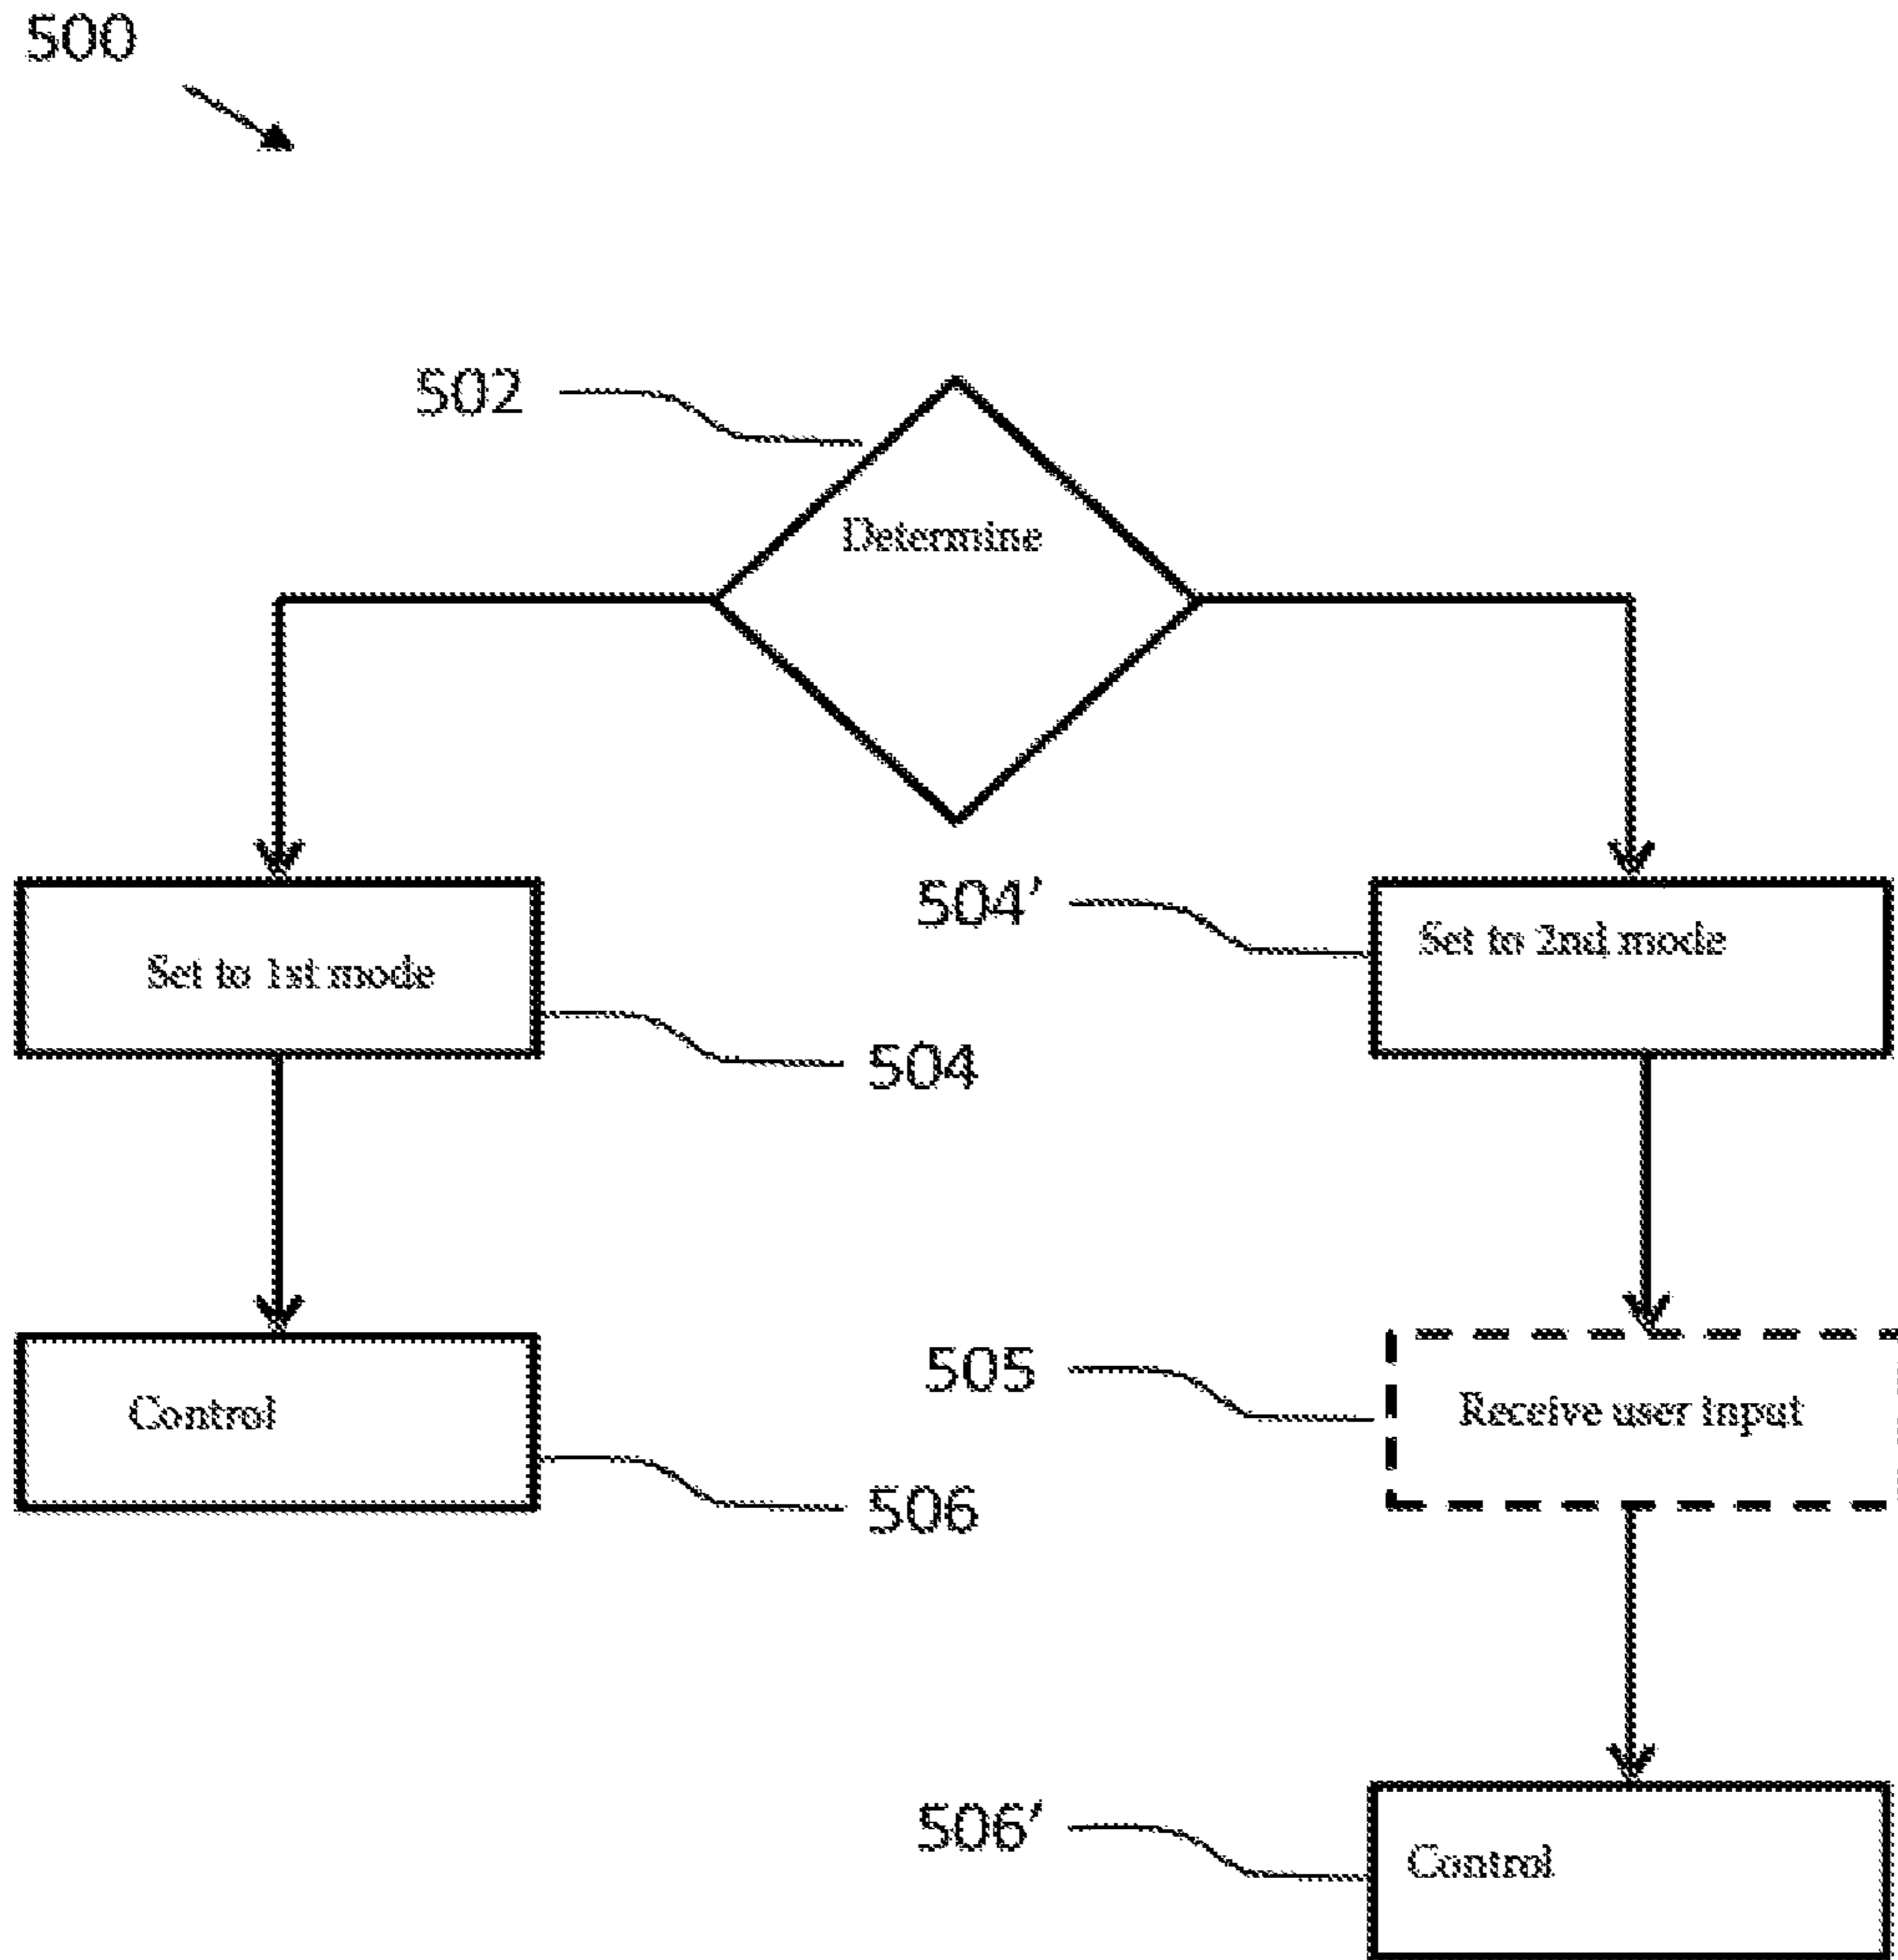 500
502
Determine
504'
Set to 2nd mode
Set to 1st mode
504
505
Receive user input
Control
506
506'
Control